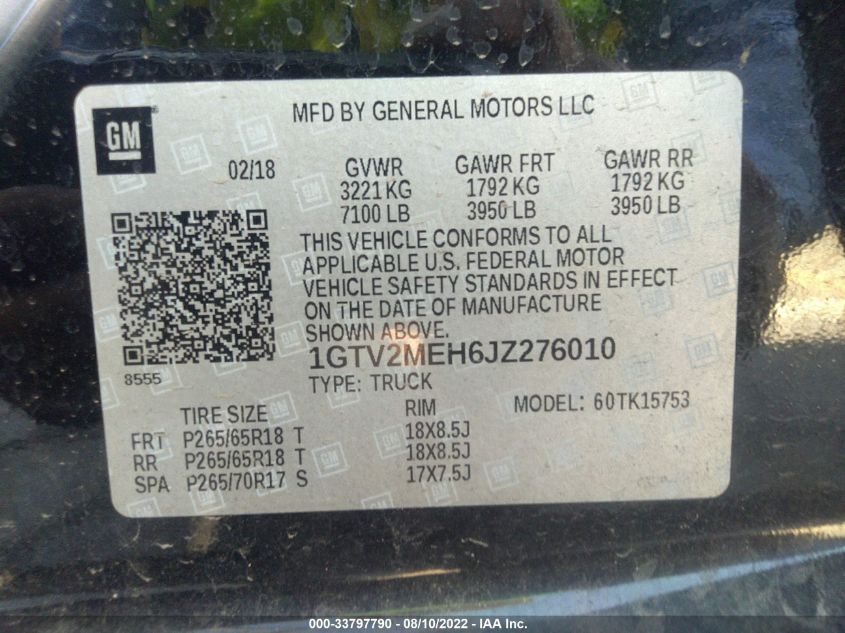 GM
MFD BY GENERAL MOTORS LLC
02/18 GVWR GAWR FRT GAWR RR
3221 KG 1792 KG 1792 KG
7100 LB 3950 LB 3950 LB
THIS VEHICLE CONFORMS TO ALL
APPLICABLE U.S. FEDERAL MOTOR
VEHICLE SAFETY STANDARDS IN EFFECT
ON THE DATE OF MANUFACTURE
SHOWN ABOVE.
8555
1GTV2MEH6JZ276010
TYPE: TRUCK
TIRE SIZE RIM MODEL: 60TK15753
FRT P265/65R18 T 18X8.5J
RR P265/65R18 T 18X8.5J
SPA P265/70R17 S 17X7.5J
000-33797790 - 08/10/2022 - IAA Inc.